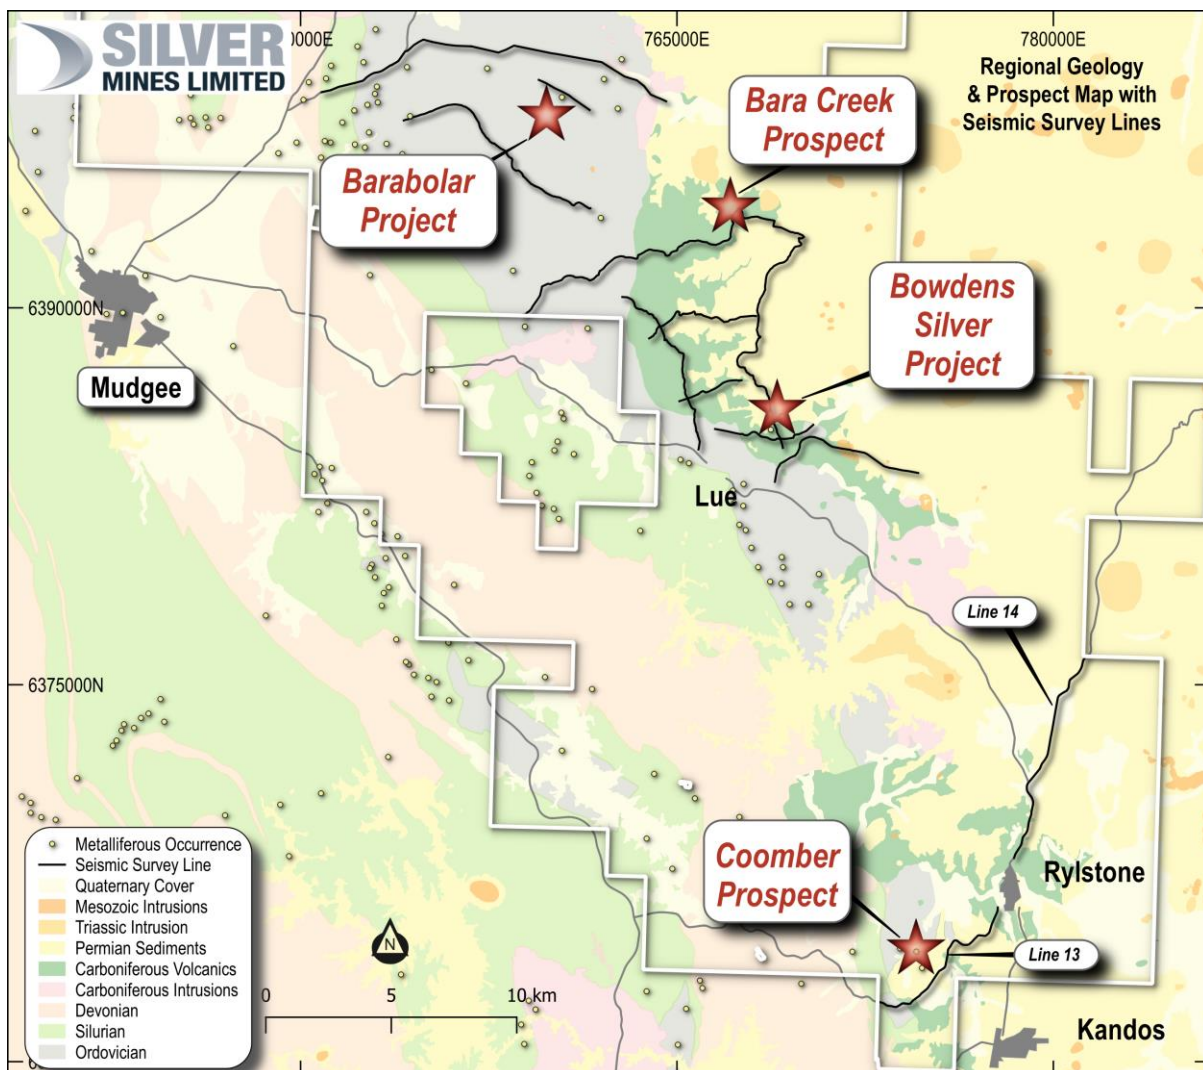 SILVER
MINES LIMITED
765000E
780000E
Regional Geology
& Prospect Map with
Seismic Survey Lines
Bara Creek
Prospect
Barabolar
Project
Bowdens
Silver
Project
6390000N
Mudgee
Lue
Line 14
6375000N
Coomber
Prospect
Rylstone
Line 13
Kandos
Metalliferous Occurrence
Seismic Survey Line
Quaternary Cover
Mesozoic Intrusions
Triassic Intrusion
Permian Sediments
Carboniferous Volcanics
Carboniferous Intrusions
Devonian
Silurian
Ordovician
N
0 5 10 km